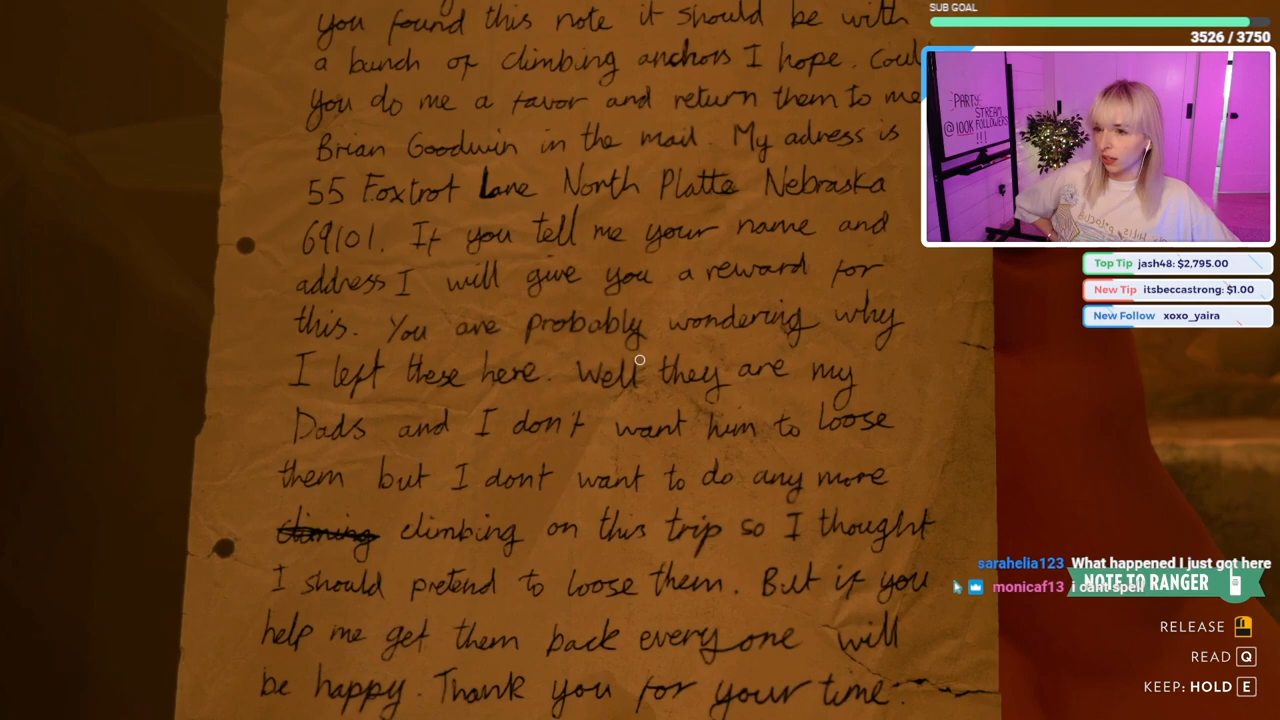 you found this note it should be with
a bunch of climbing anchors I hope. Coul
you do me a favor and return them to me
Brian Goodwin in the mail. My adress is
55 Foxtrot Lane North Platte Nebraska
69101. If you tell me your name and
address I will give you a reward for
this. You are probably wondering why
I left these here. Well they are my
Dads and I don't want him to loose
them but I dont want to do any more
climing climbing on this trip so I thought
I should pretend to loose them. But if you
help me get them back everyone will
be happy. Thank you for your time.
SUB GOAL
3526 / 3750
PARTY
STREAM
@ 100K FOLLOWERS
!!!
Top Tip jash48: $2,795.00
New Tip itsbeccastrong: $1.00
New Follow xoxo_yaira
sarahelia123 What happened I just got here
monicaf13 i cant spell
NOTE TO RANGER
RELEASE
READ Q
KEEP: HOLD E